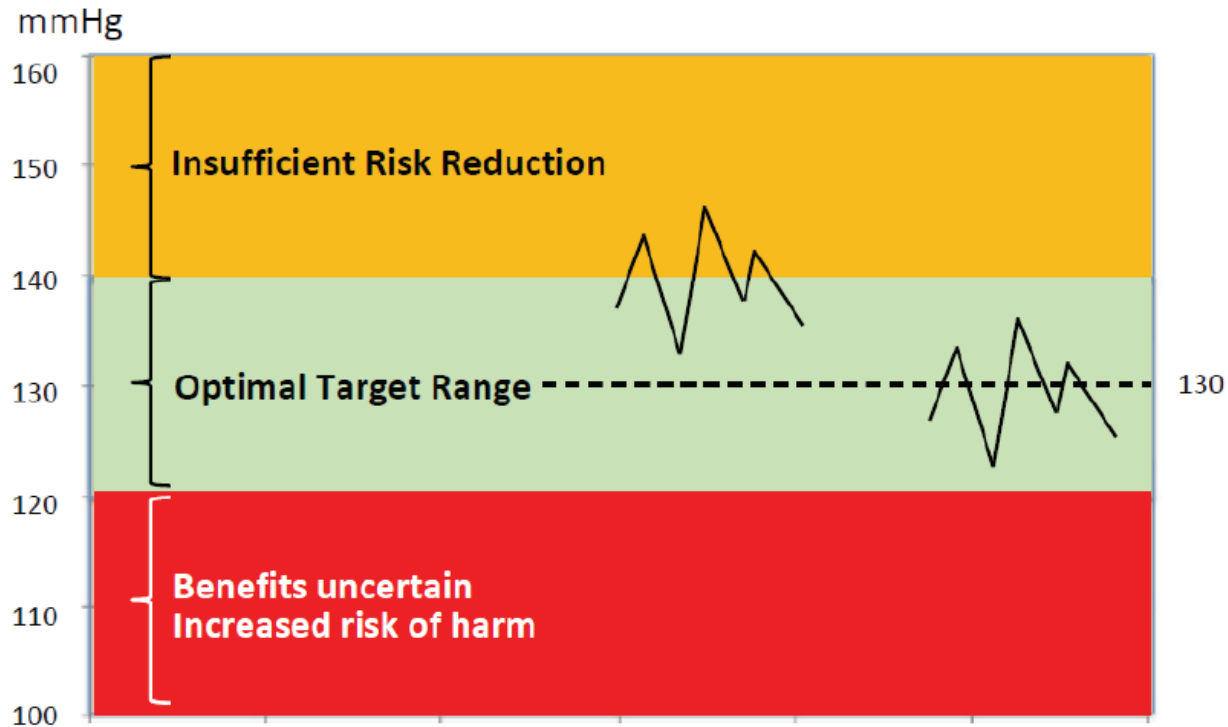 mmHg
160
Insufficient Risk Reduction
150
140
Optimal Target Range
130
130
120
Benefits uncertain
Increased risk of harm
110
100